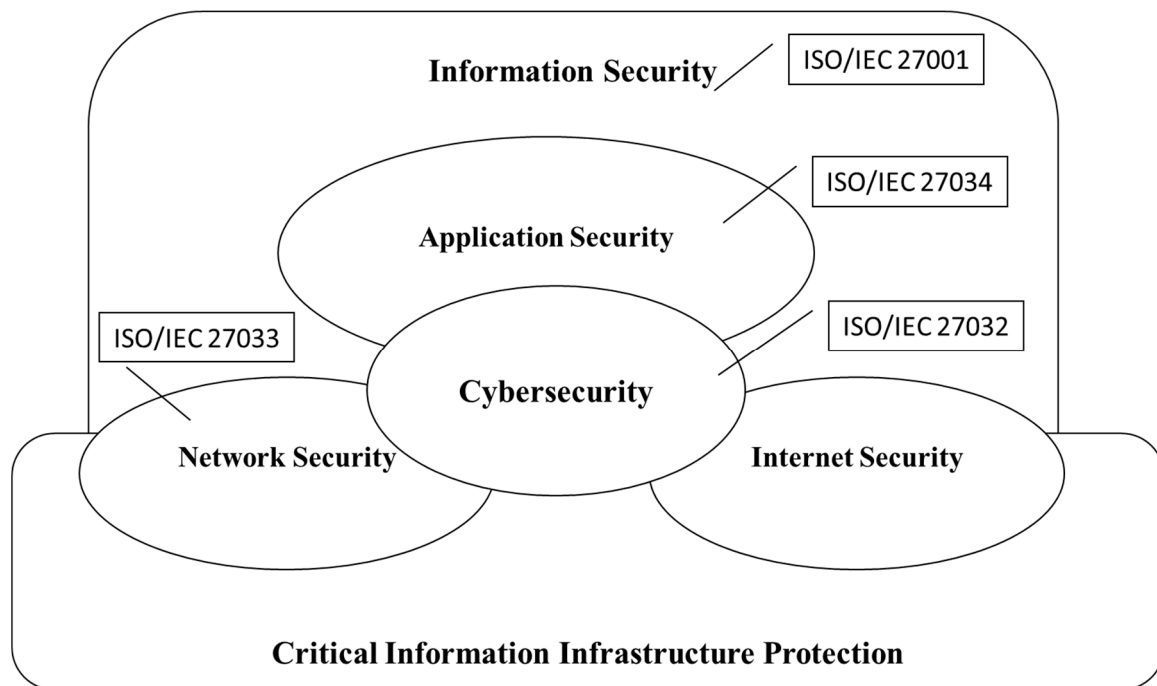 Information Security
ISO/IEC 27001
ISO/IEC 27034
Application Security
ISO/IEC 27033
ISO/IEC 27032
Cybersecurity
Network Security
Internet Security
Critical Information Infrastructure Protection